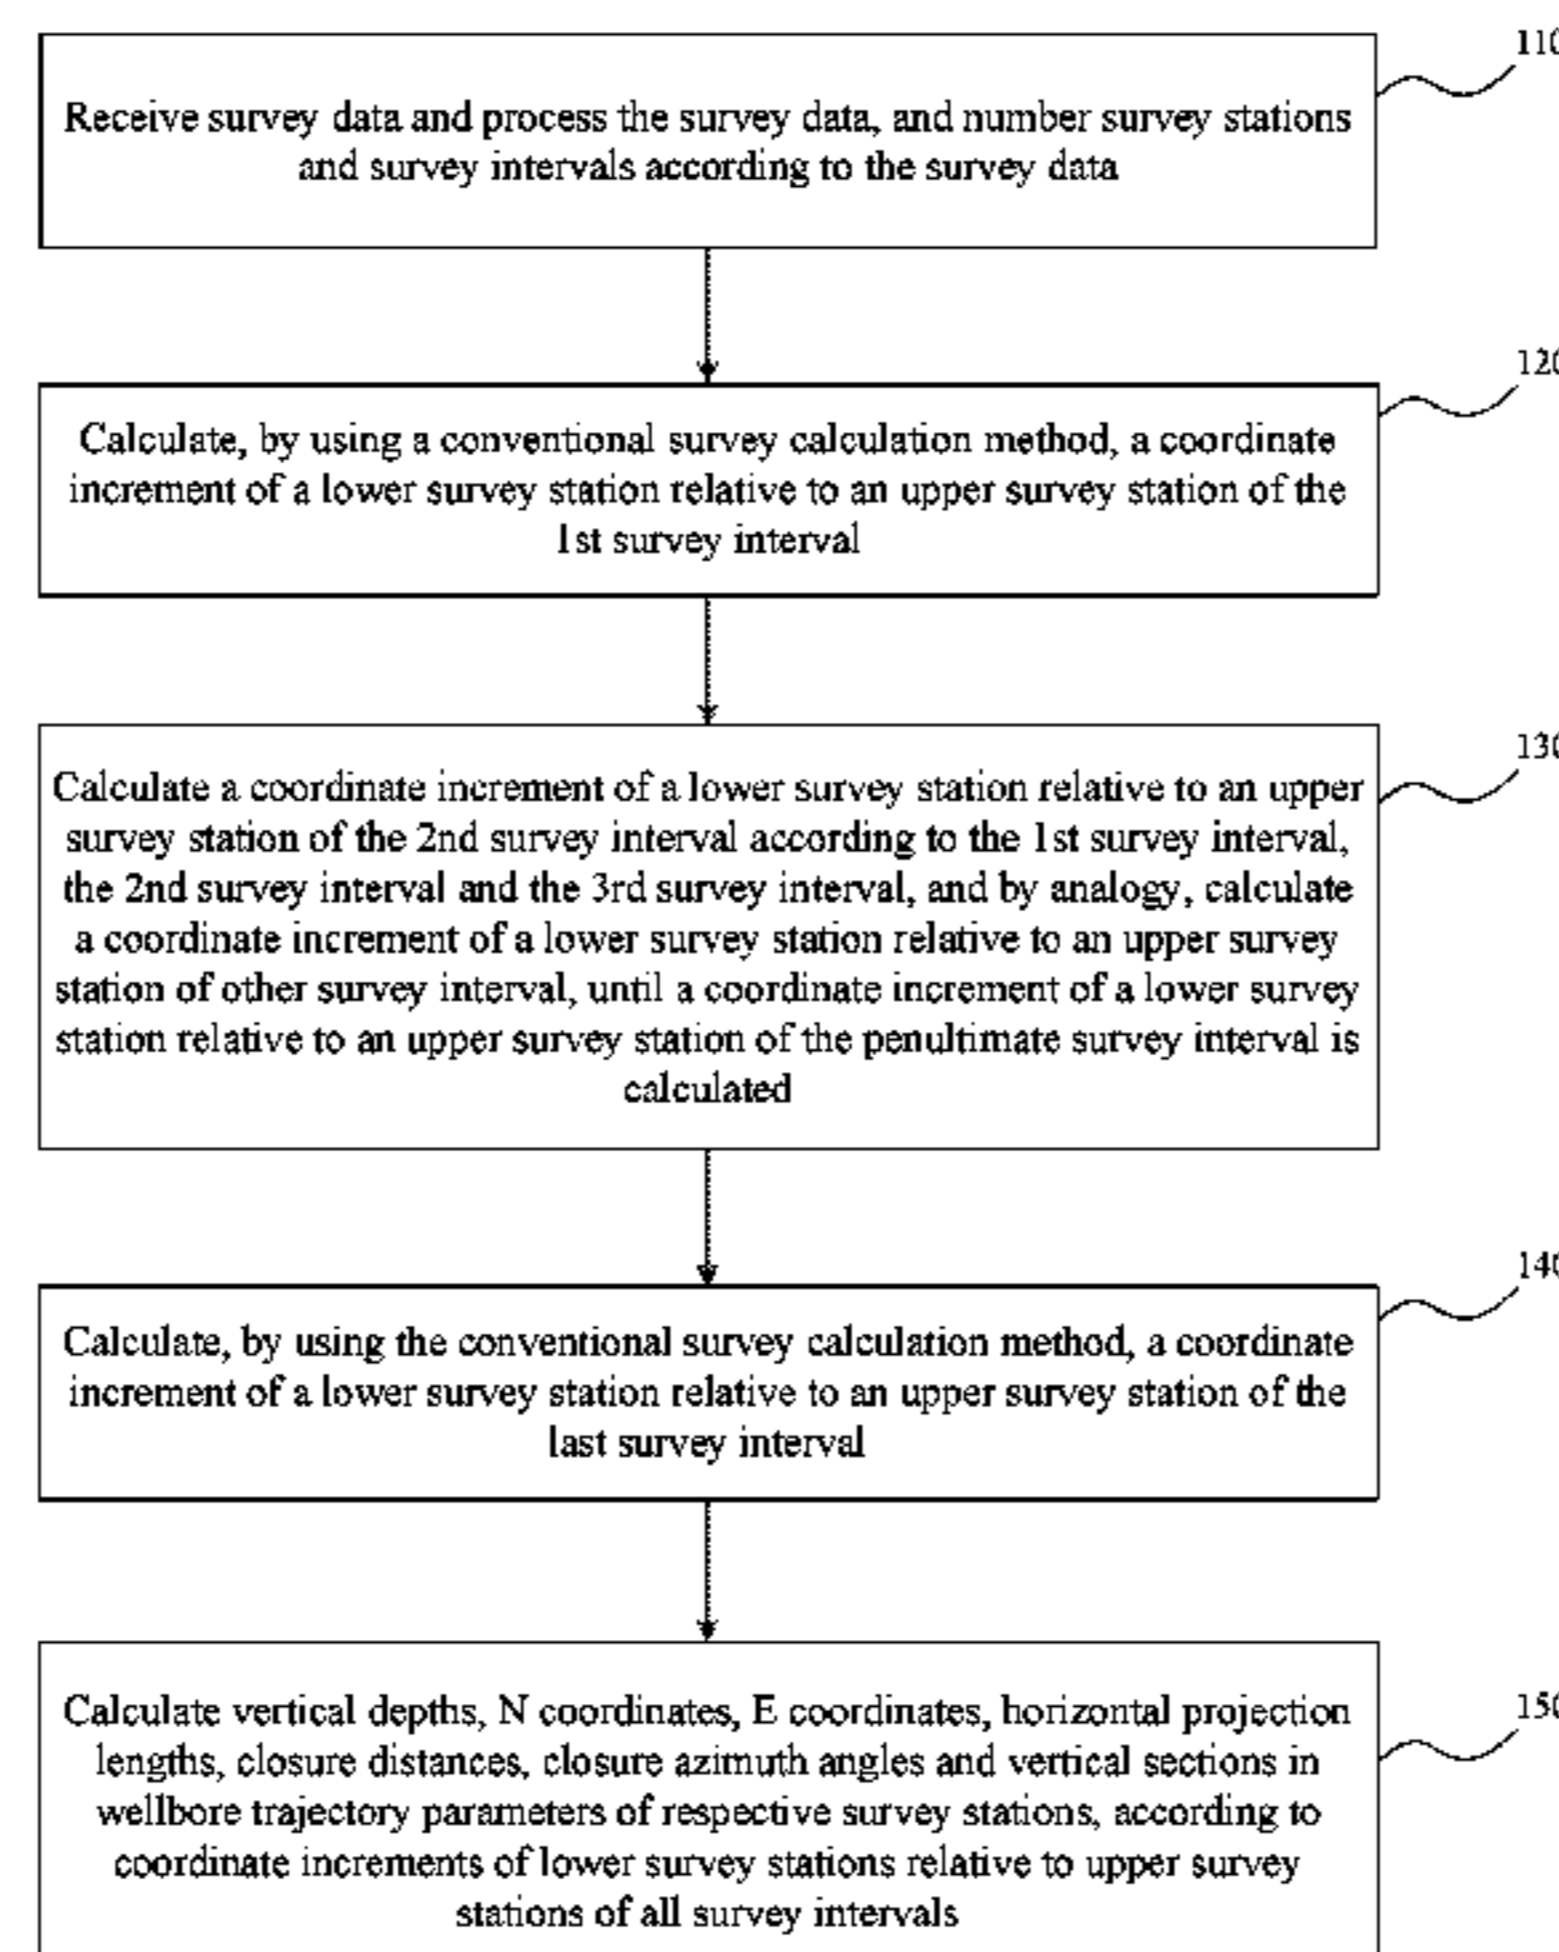 110
Receive survey data and process the survey data, and number survey stations
and survey intervals according to the survey data
120
Calculate, by using a conventional survey calculation method, a coordinate
increment of a lower survey station relative to an upper survey station of the
1st survey interval
130
Calculate a coordinate increment of a lower survey station relative to an upper
survey station of the 2nd survey interval according to the 1st survey interval,
the 2nd survey interval and the 3rd survey interval, and by analogy, calculate
a coordinate increment of a lower survey station relative to an upper survey
station of other survey interval, until a coordinate increment of a lower survey
station relative to an upper survey station of the penultimate survey interval is
calculated
140
Calculate, by using the conventional survey calculation method, a coordinate
increment of a lower survey station relative to an upper survey station of the
last survey interval
150
Calculate vertical depths, N coordinates, E coordinates, horizontal projection
lengths, closure distances, closure azimuth angles and vertical sections in
wellbore trajectory parameters of respective survey stations, according to
coordinate increments of lower survey stations relative to upper survey
stations of all survey intervals